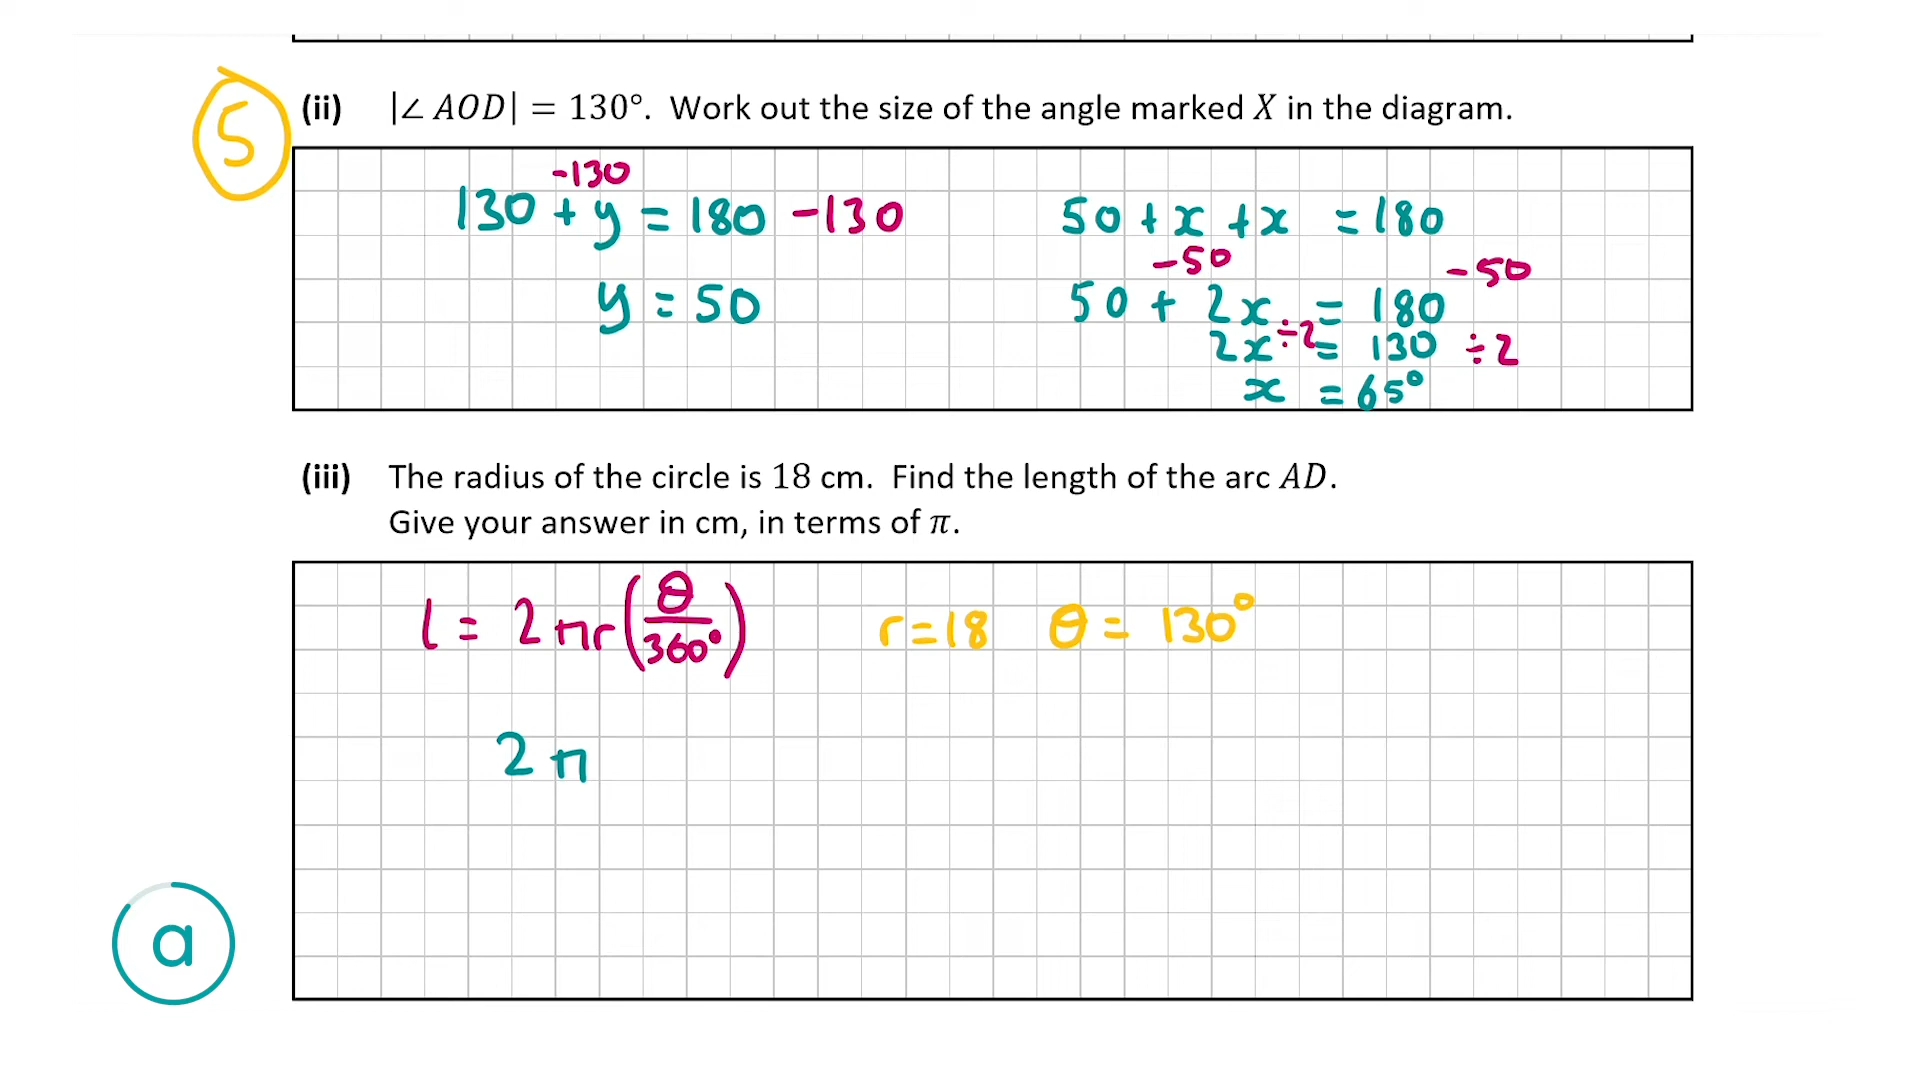 5
(ii) |∠ AOD| = 130°. Work out the size of the angle marked X in the diagram.
-130
130 + y = 180 -130
y = 50
50 + x + x = 180
-50 -50
50 + 2x = 180
÷2
2x = 130 ÷2
x = 65°
(iii) The radius of the circle is 18 cm. Find the length of the arc AD.
Give your answer in cm, in terms of π.
l = 2πr(θ/360°) r=18 θ = 130°
2π
a